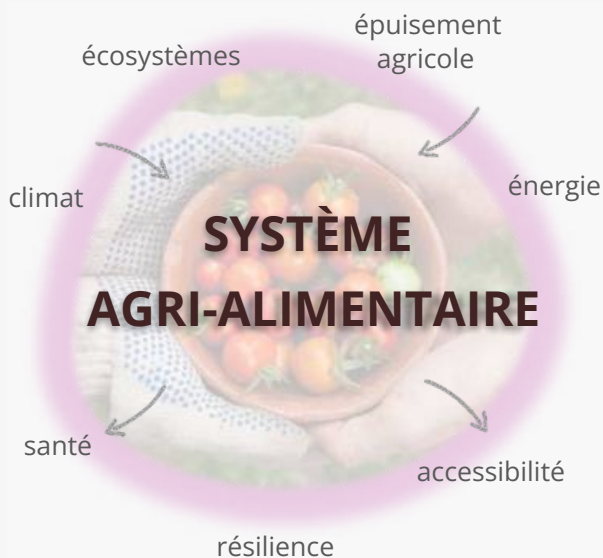 épuisement
agricole
écosystèmes
climat
énergie
SYSTÈME
AGRI-ALIMENTAIRE
santé
accessibilité
résilience